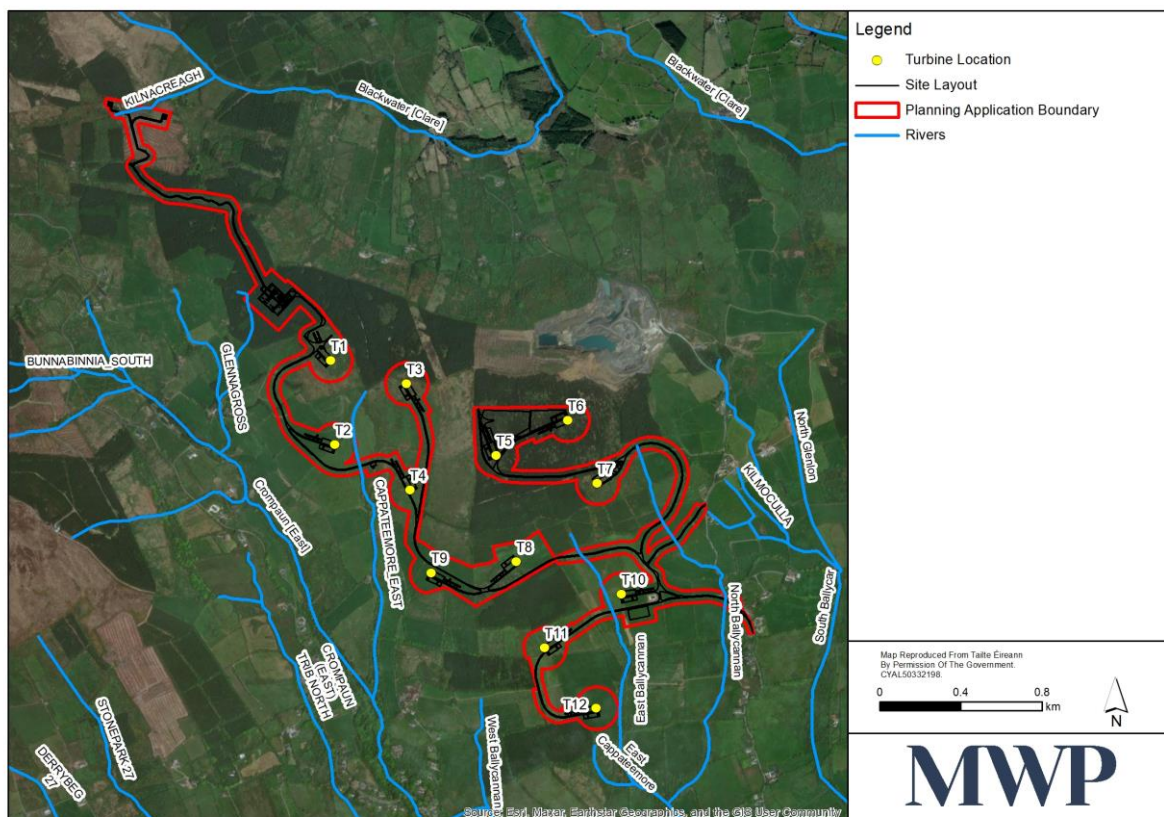 KILNACREAGH
Blackwater [Clare]
Blackwater [Clare]
BUNNABINNIA_SOUTH
GLENNAGROSS
T1
T3
T2
T6
T5
T4
T7
North Glenlon
KILMOCULLA
Crompaun [East]
CAPPATEEMORE_EAST
T9
T8
T10
T11
T12
CROMPAUN
(EAST)
TRIB NORTH
East Ballycannan
North Ballycannan
South Ballycar
STONEPARK 27
DERRYBEG
27
West Ballycannan
East
Cappateemore
Source: Esri, Maxar, Earthstar Geographics, and the GIS User Community
Legend
Turbine Location
Site Layout
Planning Application Boundary
Rivers
Map Reproduced From Tailte Éireann
By Permission Of The Government.
CYAL50332198.
0 0.4 0.8
km
N
MWP